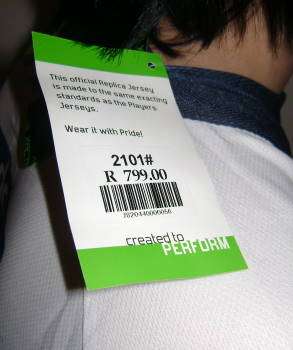 This official Replica Jersey
is made to the same exacting
standards as the Players
Jerseys.
Wear it with Pride!
2101#
R 799.00
J820440000056
created to
PERFORM